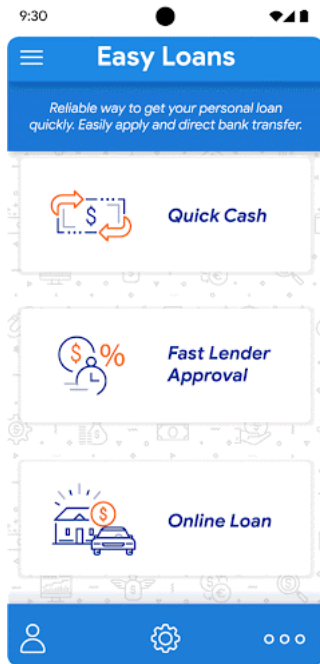 9:30
Easy Loans
Reliable way to get your personal loan
quickly. Easily apply and direct bank transfer.
$
Quick Cash
$ %
Fast Lender
Approval
$
Online Loan